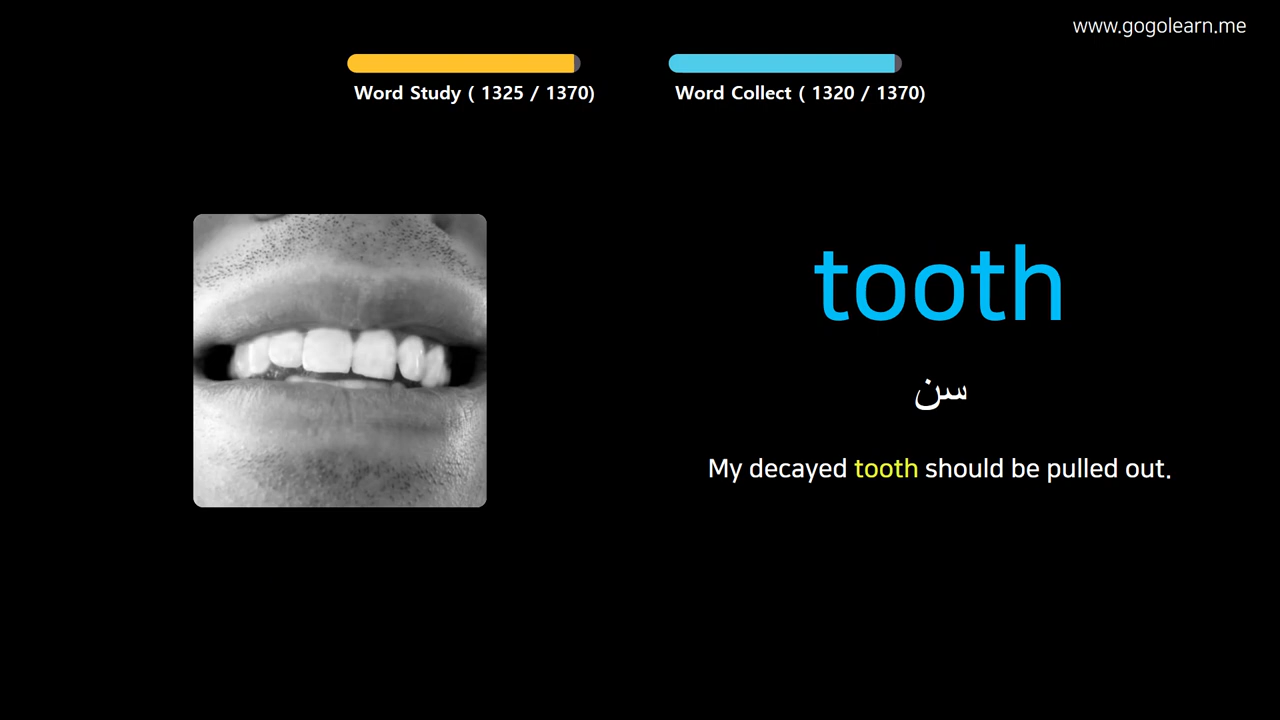 www.gogolearn.me
Word Study ( 1325 / 1370)
Word Collect ( 1320 / 1370)
tooth
سن
My decayed tooth should be pulled out.